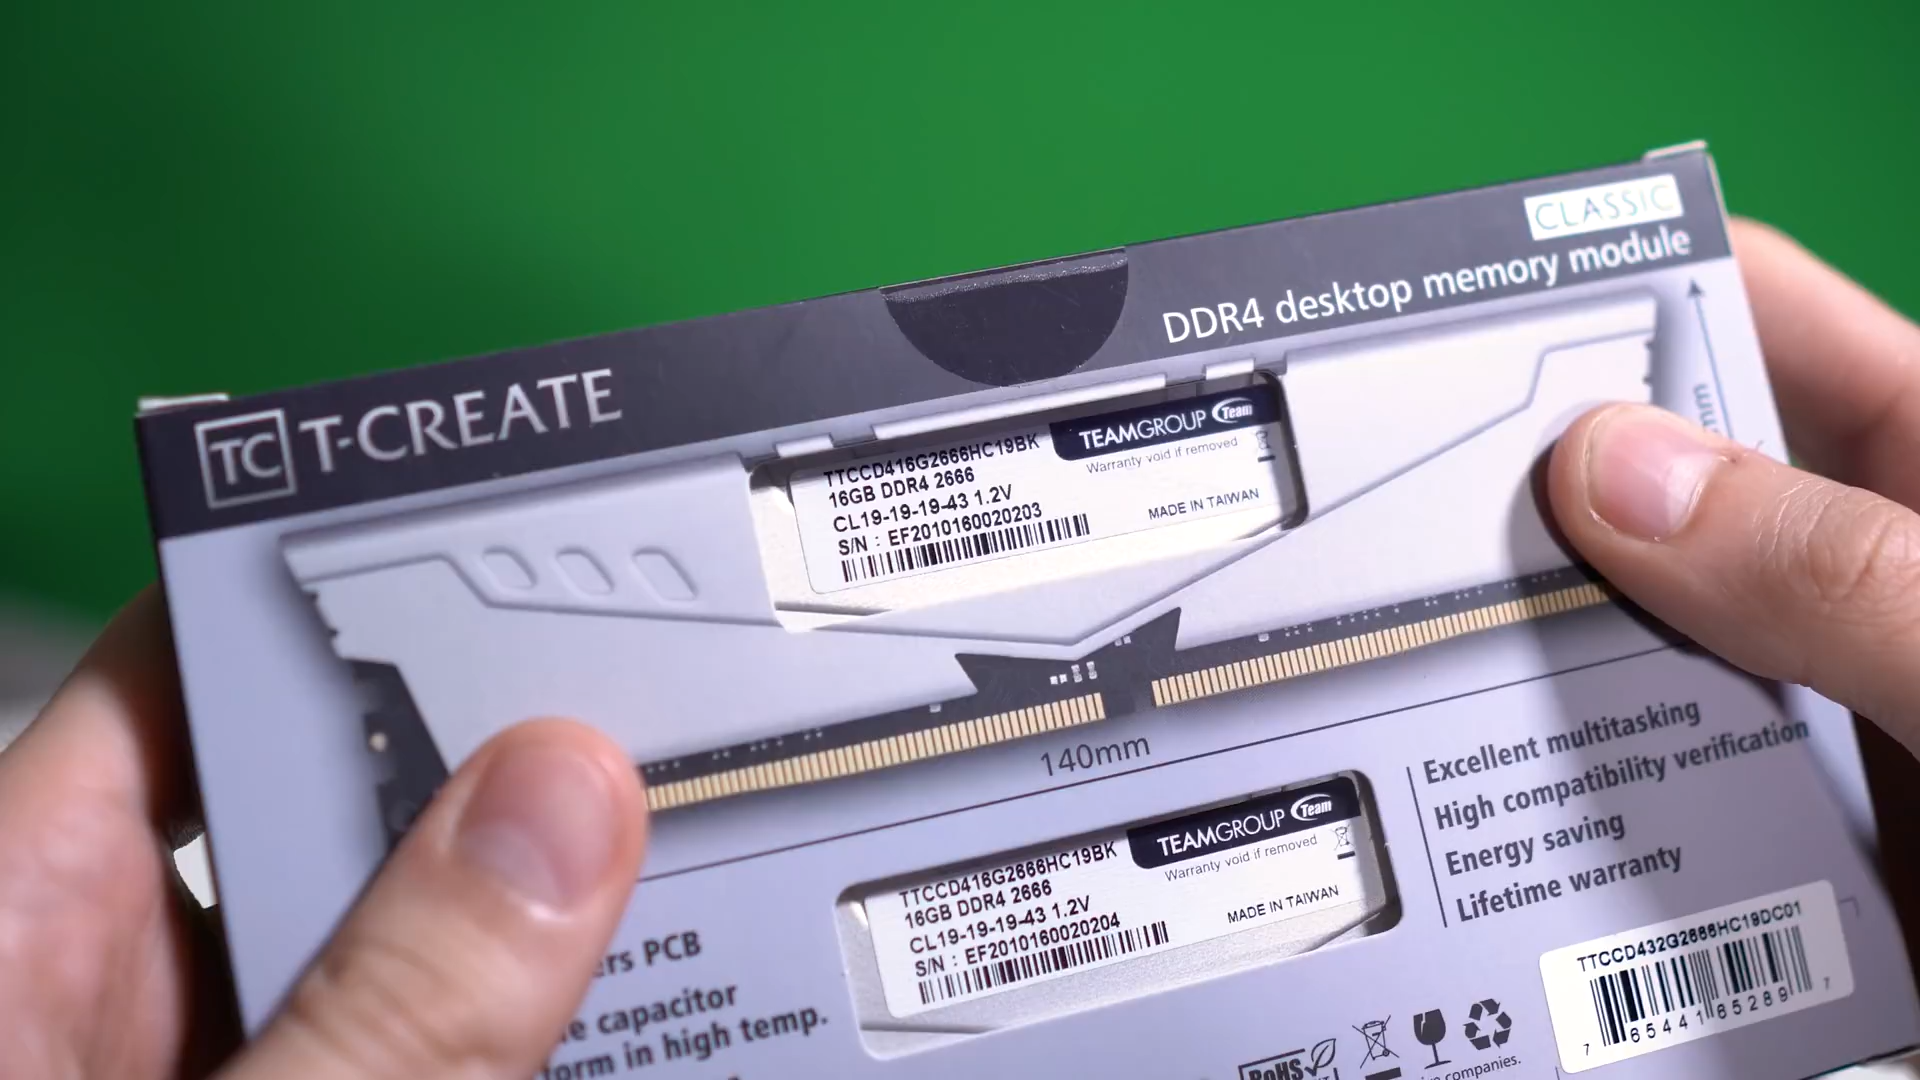 CLASSIC
DDR4 desktop memory module
TC T-CREATE
TEAMGROUP Team
Warranty void if removed
TTCCD416G2666HC19BK
16GB DDR4 2666
CL19-19-19-43 1.2V
S/N : EF2010160020203
MADE IN TAIWAN
140mm
TEAMGROUP Team
Warranty void if removed
TTCCD416G2666HC19BK
16GB DDR4 2666
CL19-19-19-43 1.2V
S/N : EF2010160020204
MADE IN TAIWAN
Excellent multitasking
High compatibility verification
Energy saving
Lifetime warranty
PCB
capacitor
in high temp.
TTCCD432G2666HC19DC01
7 65441 85289 7
RoHS
companies.